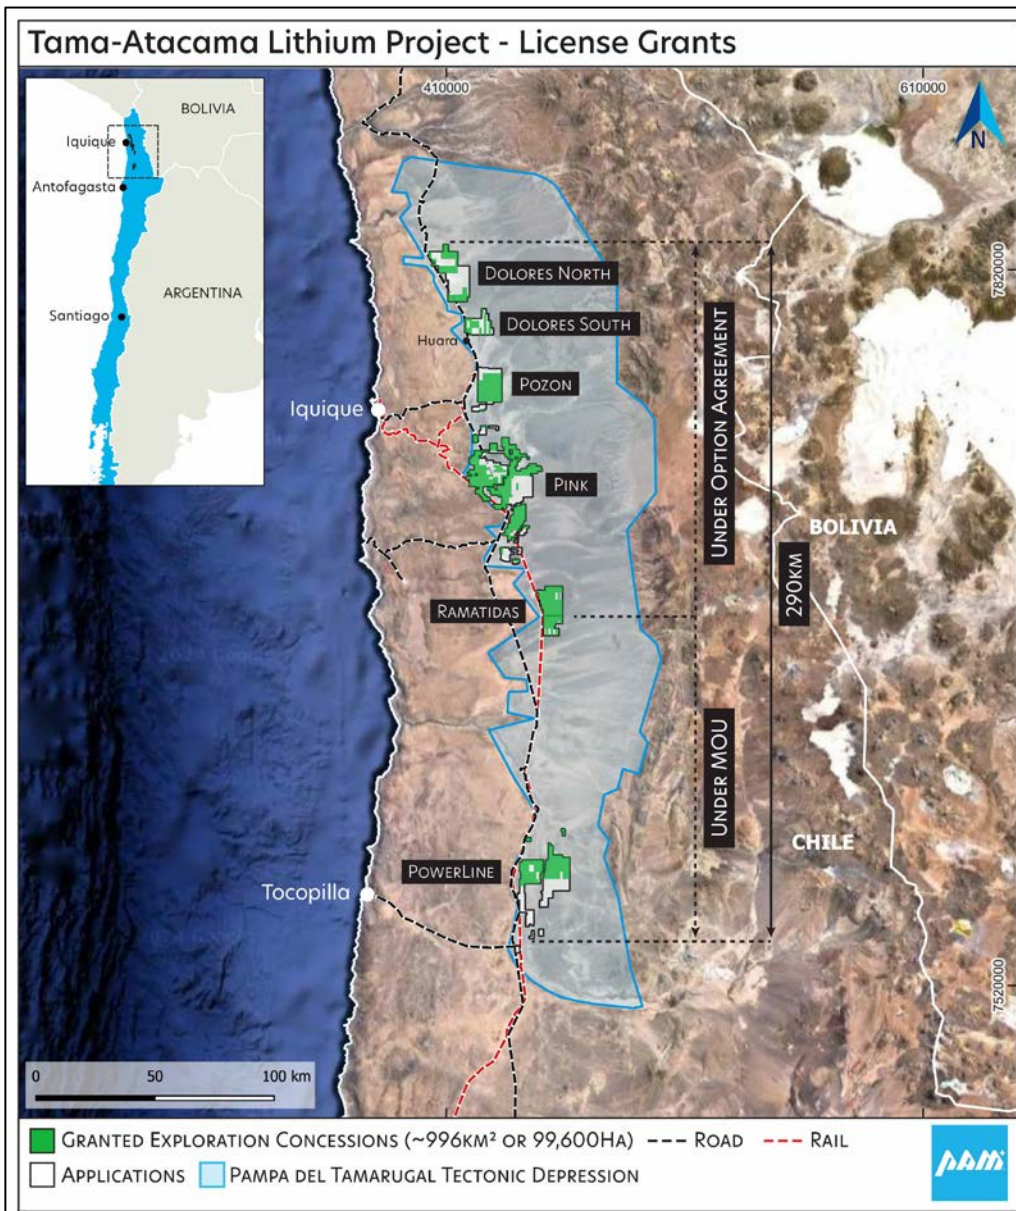 Tama-Atacama Lithium Project - License Grants
410000
610000
N
BOLIVIA
Iquique
Antofagasta
ARGENTINA
Santiago
7820000
DOLORES NORTH
DOLORES SOUTH
Huara
POZON
Iquique
PINK
UNDER OPTION AGREEMENT
BOLIVIA
290KM
RAMATIDAS
UNDER MOU
CHILE
POWERLINE
Tocopilla
7520000
0 50 100 km
GRANTED EXPLORATION CONCESSIONS (~996KM² OR 99,600HA)
ROAD
RAIL
APPLICATIONS
PAMPA DEL TAMARUGAL TECTONIC DEPRESSION
PAM